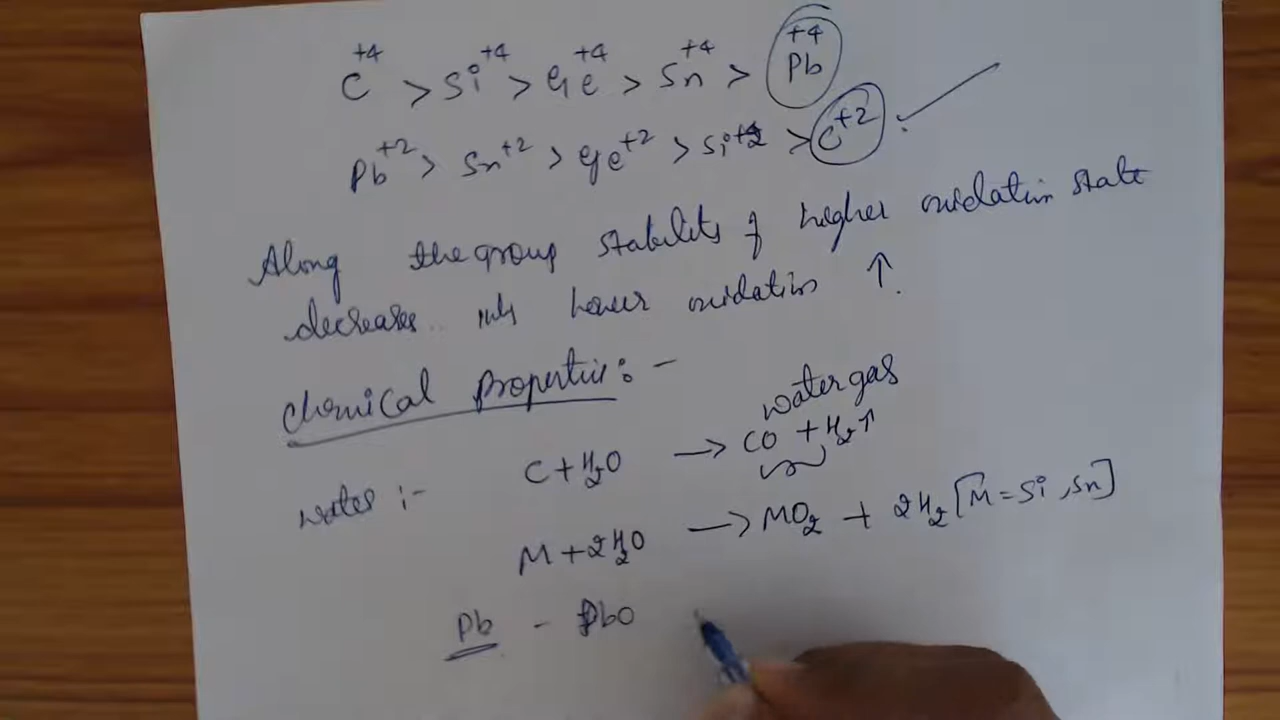 C⁺⁴ > Si⁺⁴ > Ge⁺⁴ > Sn⁺⁴ > Pb⁺⁴
Pb⁺² > Sn⁺² > Ge⁺² > Si⁺² > C⁺²
Along the group stability of higher oxidation state
decreases lower oxidation ↑.
Chemical Properties :-
water gas
water :- C + H₂O → CO + H₂↑
M + 2H₂O → MO₂ + 2H₂ [M = Si, Sn]
Pb - PbO